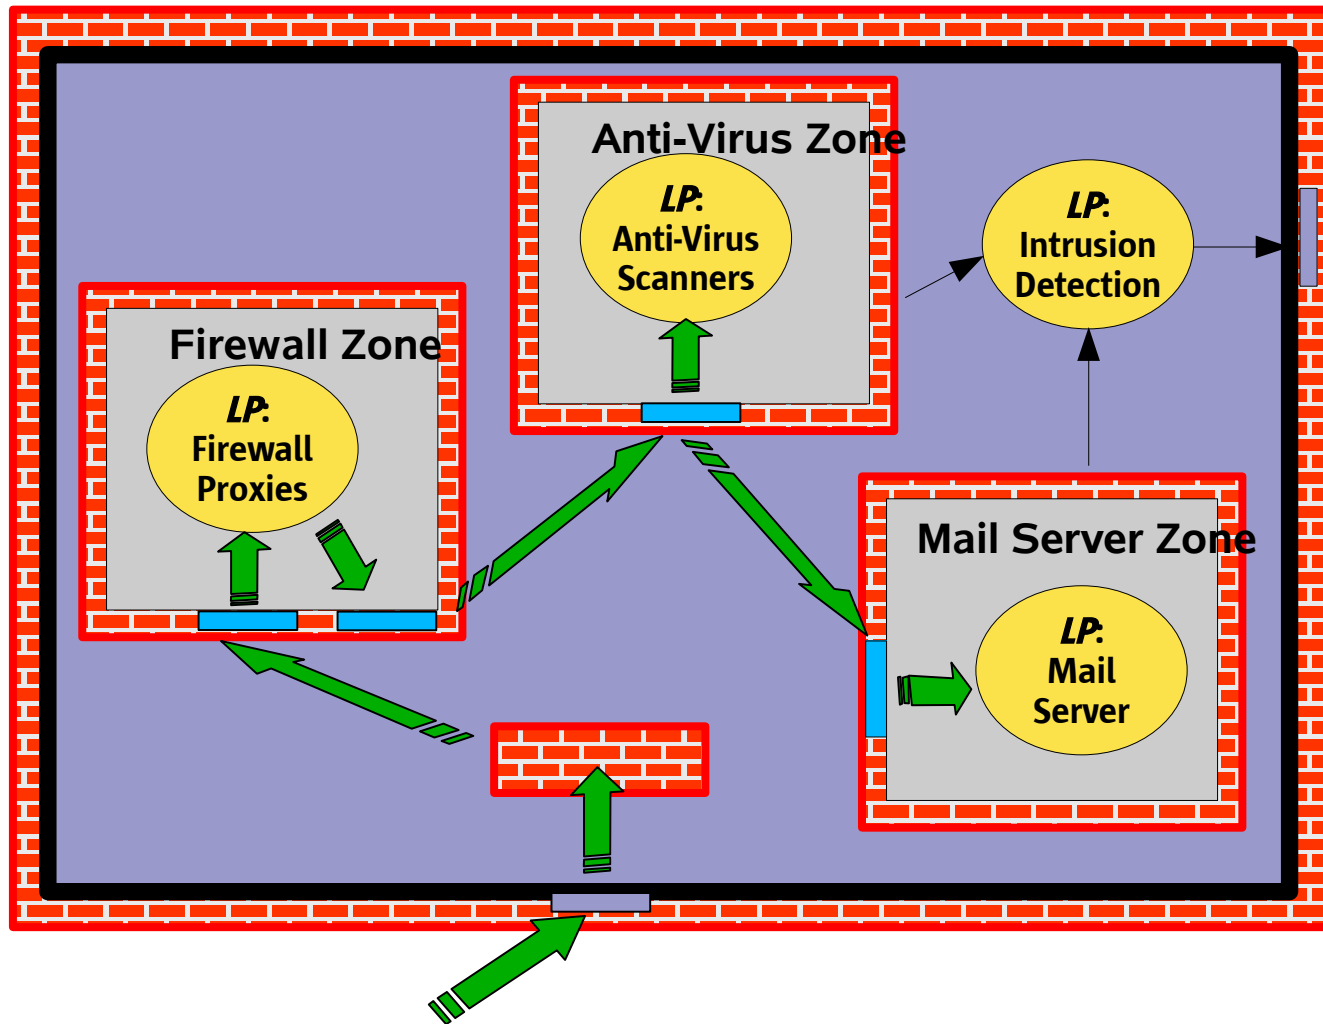 Anti-Virus Zone
LP:
Anti-Virus
Scanners
LP:
Intrusion
Detection
Firewall Zone
LP:
Firewall
Proxies
Mail Server Zone
LP:
Mail
Server